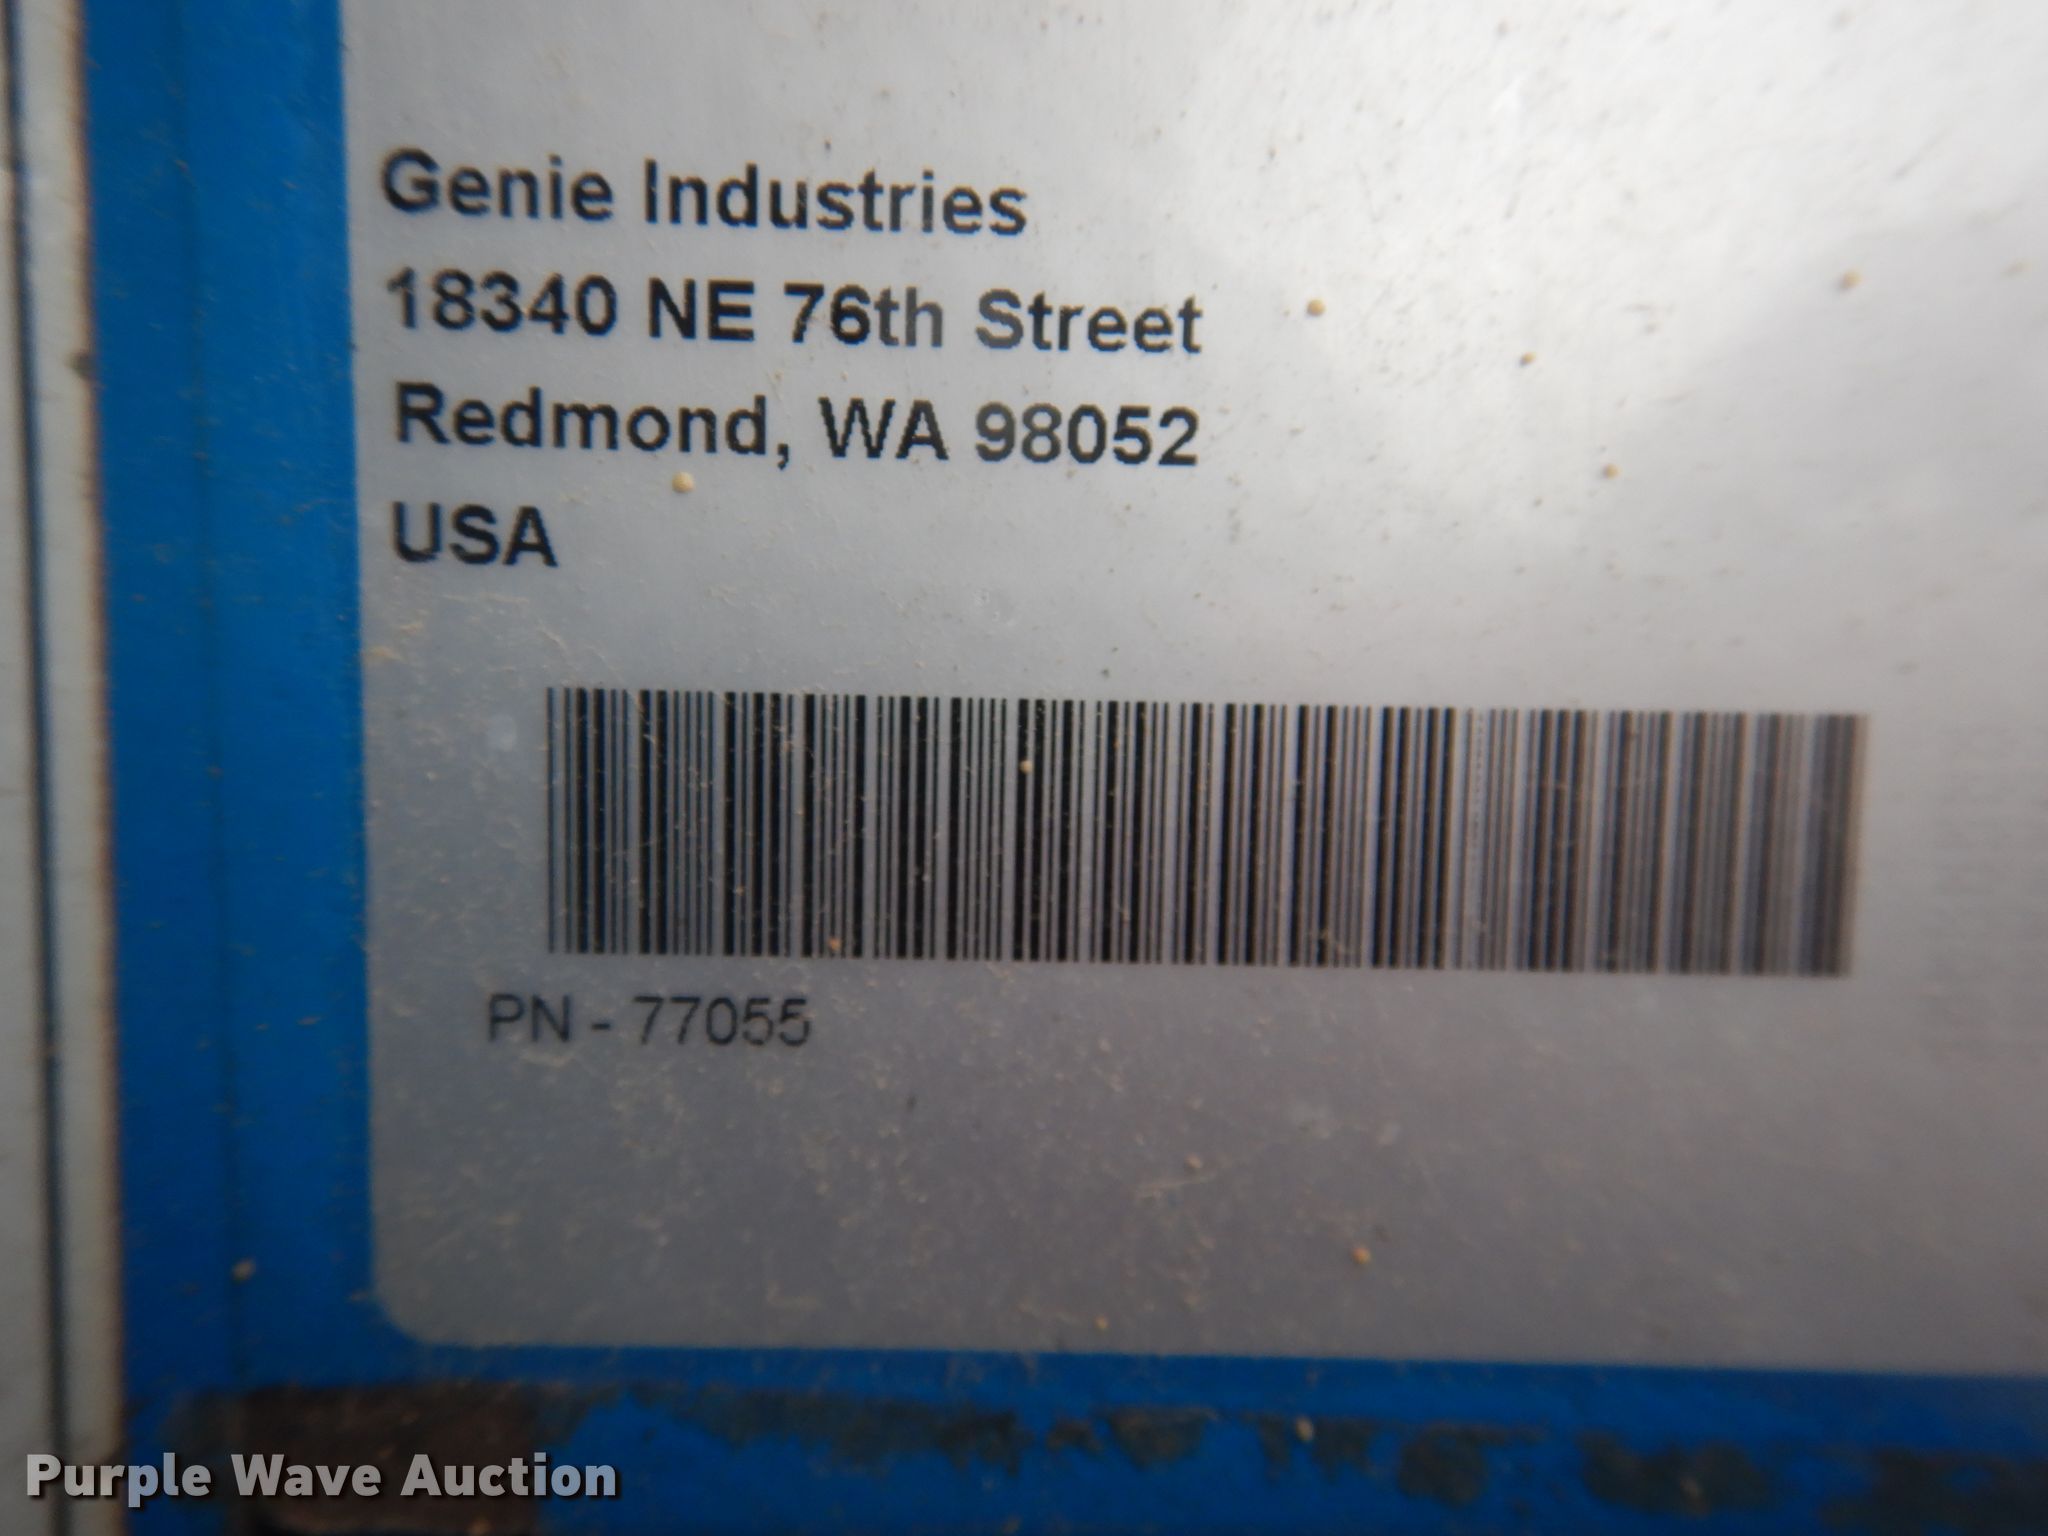 Genie Industries
18340 NE 76th Street
Redmond, WA 98052
USA
PN - 77055
Purple Wave Auction